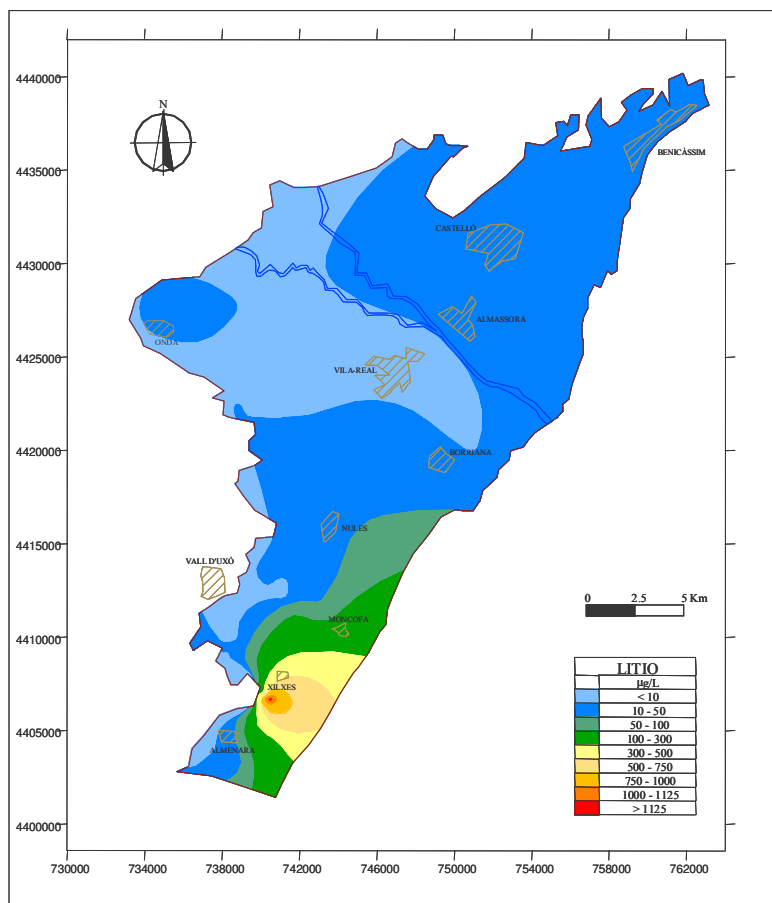 4440000
N
BENICÀSSIM
4435000
CASTELLÓ
4430000
ALMASSORA
ONDA
4425000
VILA-REAL
4420000
BORRIANA
NULES
4415000
VALL D'UXÓ
0 2.5 5 Km
MONCOFA
4410000
LITIO
µg/L
< 10
10 - 50
50 - 100
100 - 300
300 - 500
500 - 750
750 - 1000
1000 - 1125
> 1125
XILXES
4405000
ALMENARA
4400000
730000 734000 738000 742000 746000 750000 754000 758000 762000